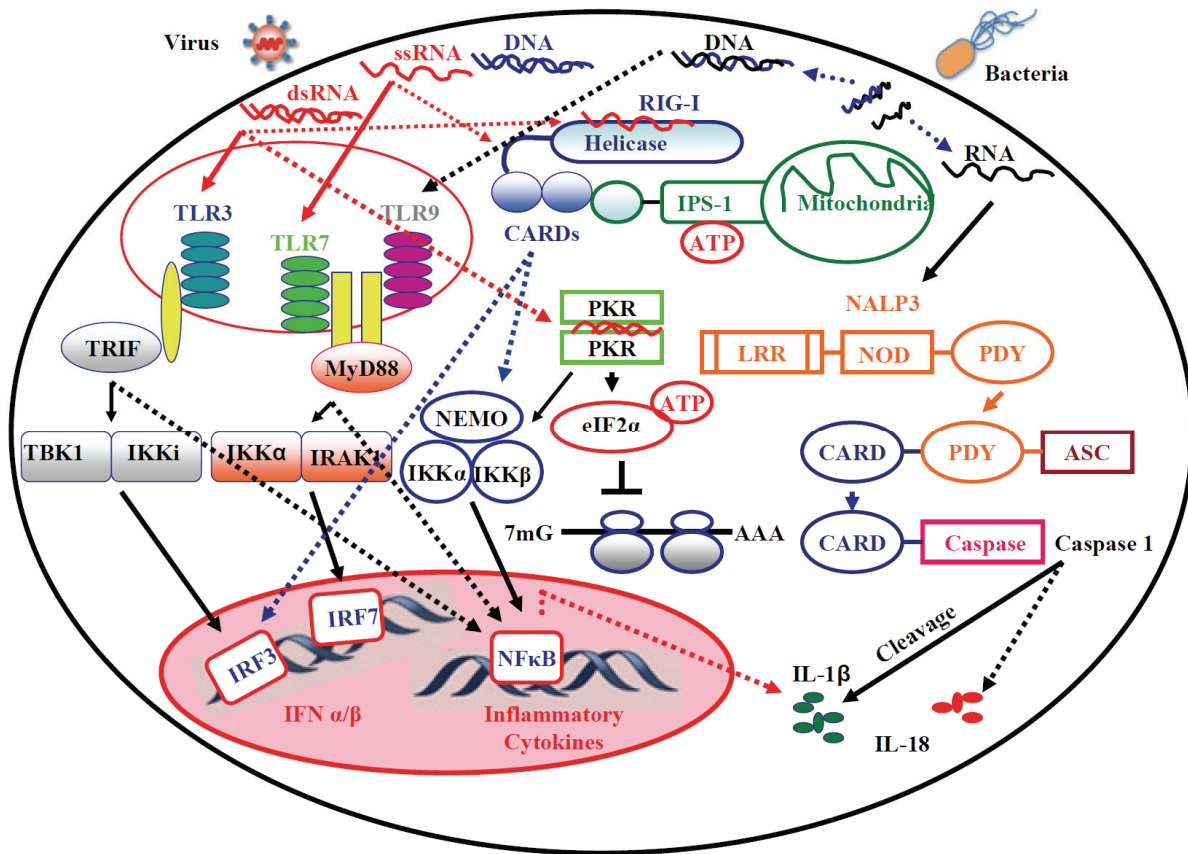 Virus
ssRNA
DNA
DNA
Bacteria
dsRNA
RIG-I
Helicase
RNA
TLR3
TLR9
IPS-1
Mitochondria
CARDs
ATP
TLR7
NALP3
PKR
TRIF
PKR
LRR
NOD
PDY
MyD88
ATP
NEMO
eIF2α
TBK1
IKKi
IKKα
IKKα
IKKβ
CARD
PDY
ASC
7mG
AAA
CARD
Caspase
Caspase 1
IRF7
Cleavage
IRF3
NFκB
IL-1β
IFN α/β
Inflammatory
Cytokines
IL-18